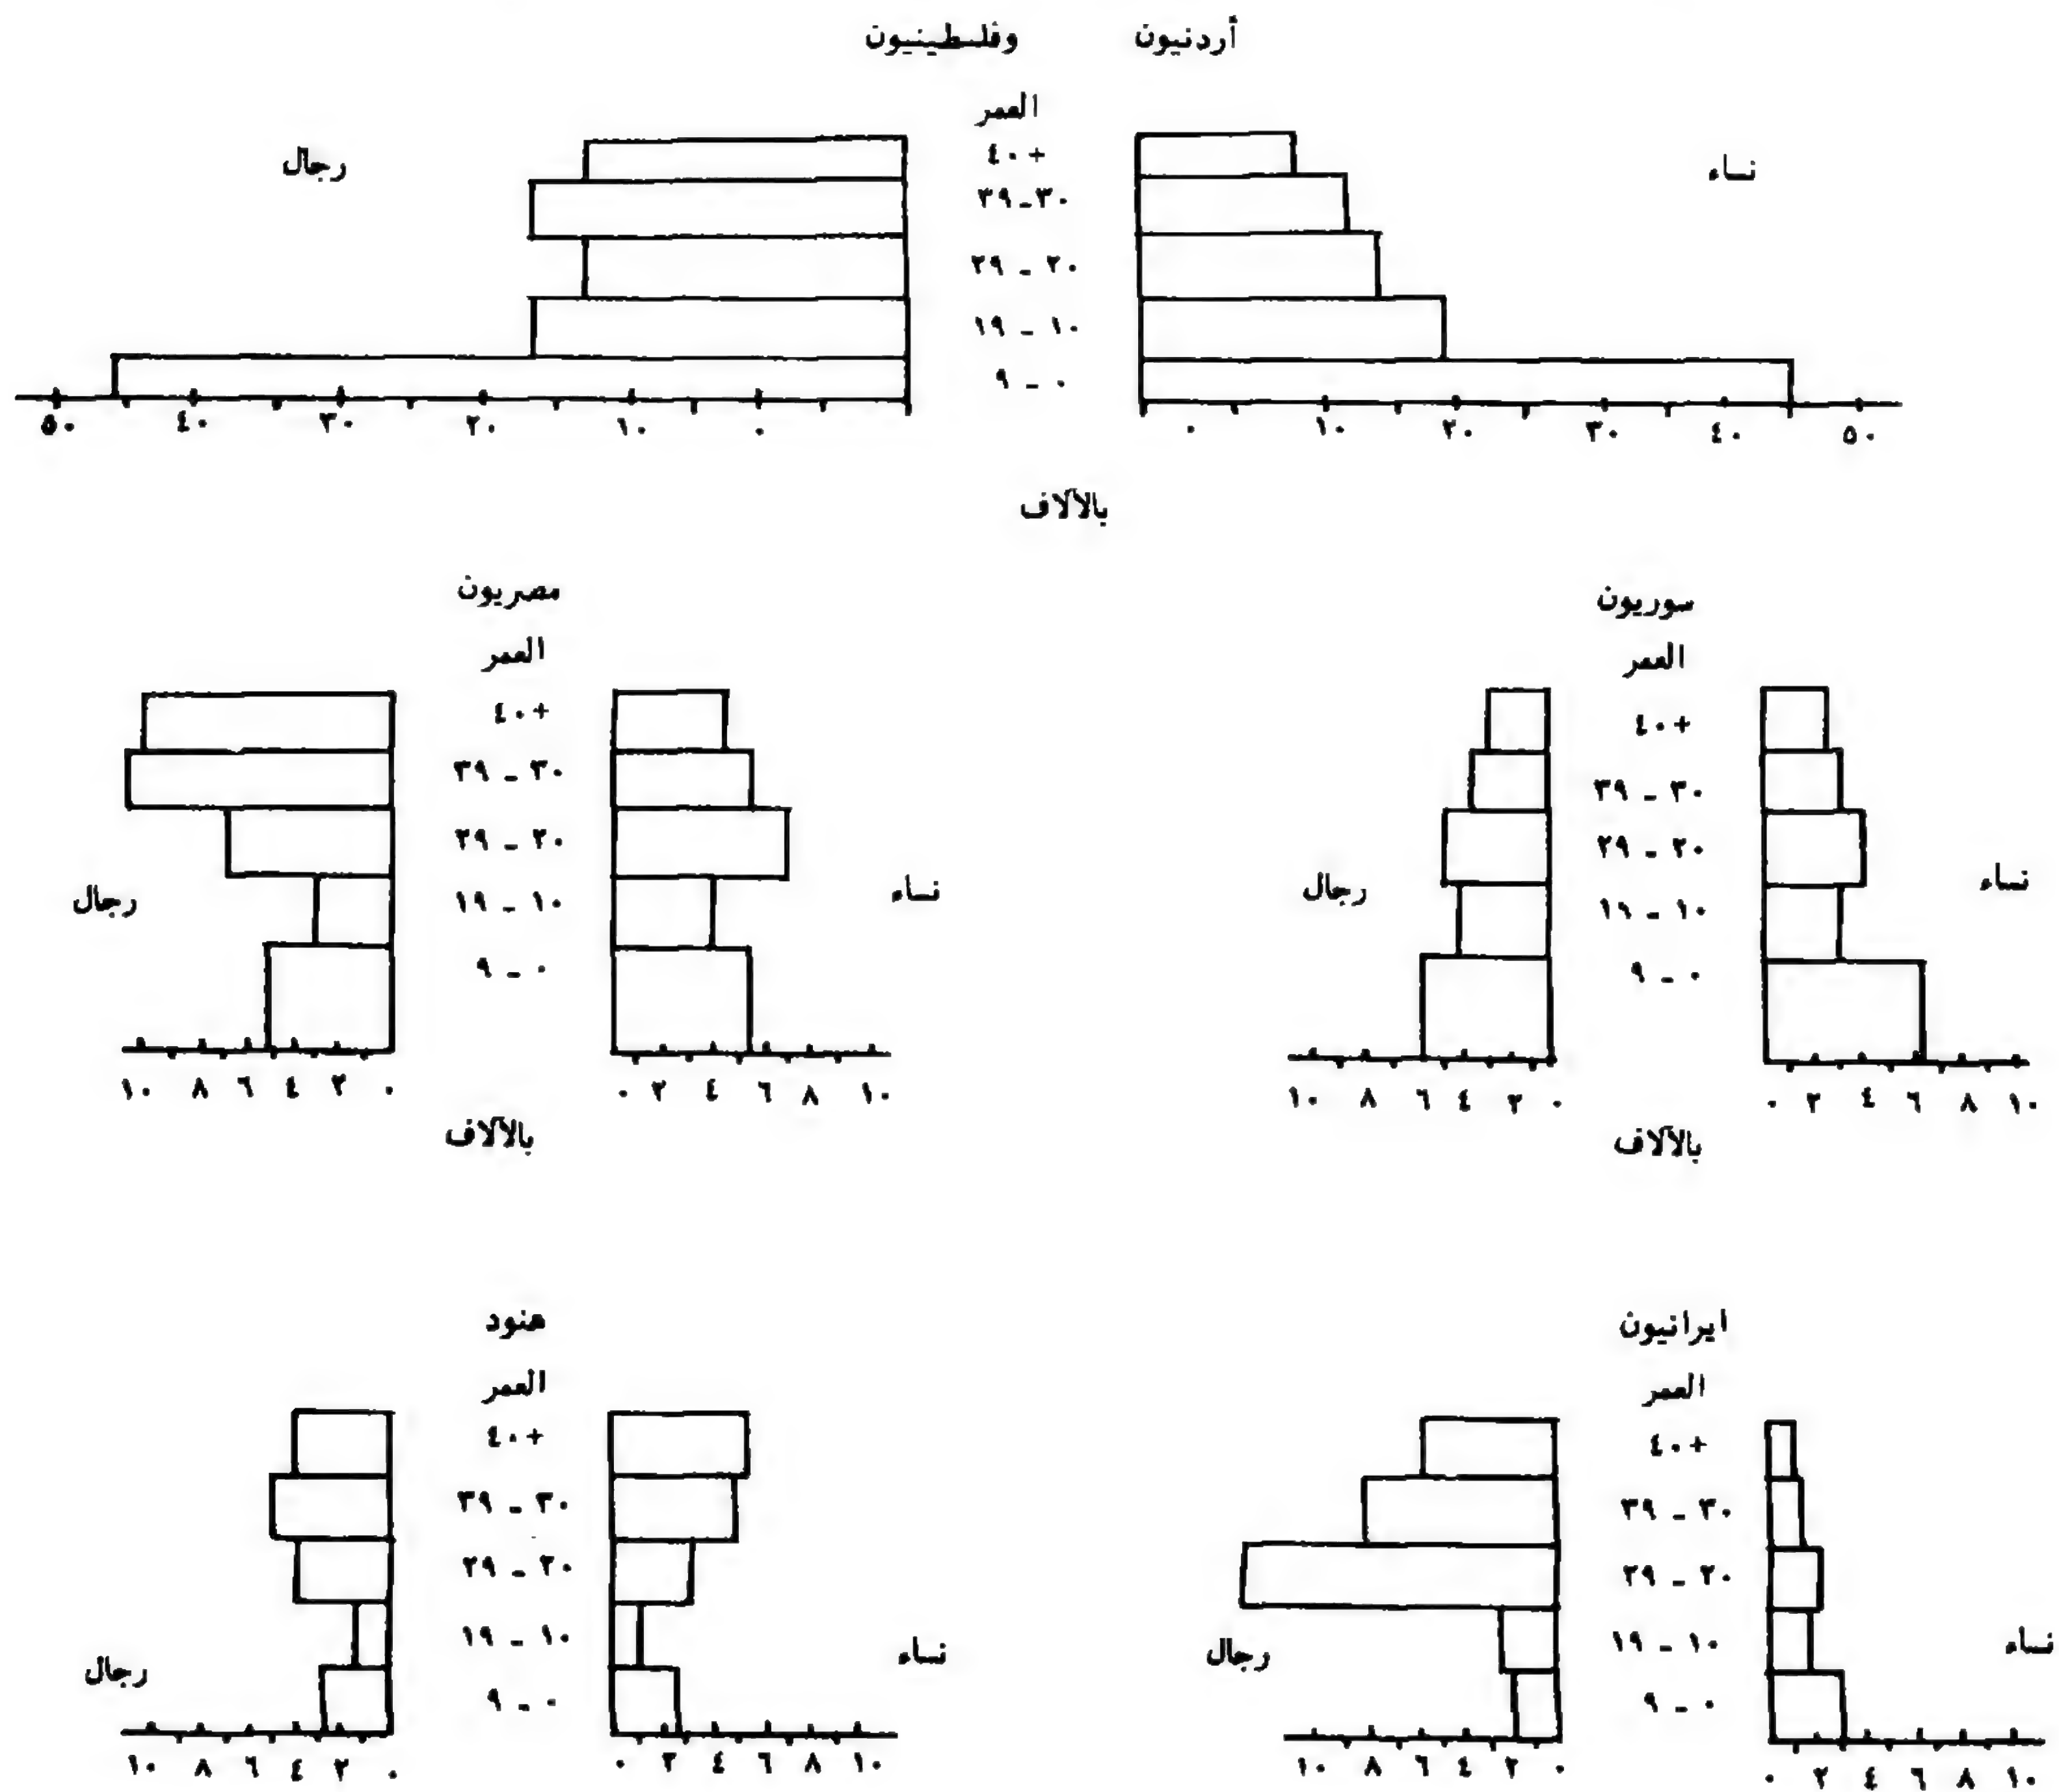 أردنيون وفلسطينيون
العمر
رجال
نساء
+٤٠
٣٠-٣٩
٢٠ - ٢٩
١٠ - ١٩
٠ - ٩
٥٠ ٤٠ ٣٠ ٢٠ ١٠ ٠
٠ ١٠ ٢٠ ٣٠ ٤٠ ٥٠
بالآلاف
سوريون
العمر
+٤٠
٣٠ - ٣٩
٢٠ - ٢٩
رجال
نساء
١٠ - ١٩
٠ - ٩
١٠ ٨ ٦ ٤ ٢ ٠
٠ ٢ ٤ ٦ ٨ ١٠
بالآلاف
مصريون
العمر
+٤٠
٣٠ - ٣٩
٢٠ - ٢٩
رجال
نساء
١٠ - ١٩
٠ - ٩
١٠ ٨ ٦ ٤ ٢ ٠
٠ ٢ ٤ ٦ ٨ ١٠
بالآلاف
ايرانيون
العمر
+٤٠
٣٠ - ٣٩
٢٠ - ٢٩
١٠ - ١٩
رجال
نساء
٠ - ٩
١٠ ٨ ٦ ٤ ٢ ٠
٠ ٢ ٤ ٦ ٨ ١٠
هنود
العمر
+٤٠
٣٠ - ٣٩
٢٠ - ٢٩
١٠ - ١٩
رجال
نساء
٠ - ٩
١٠ ٨ ٦ ٤ ٢ ٠
٠ ٢ ٤ ٦ ٨ ١٠